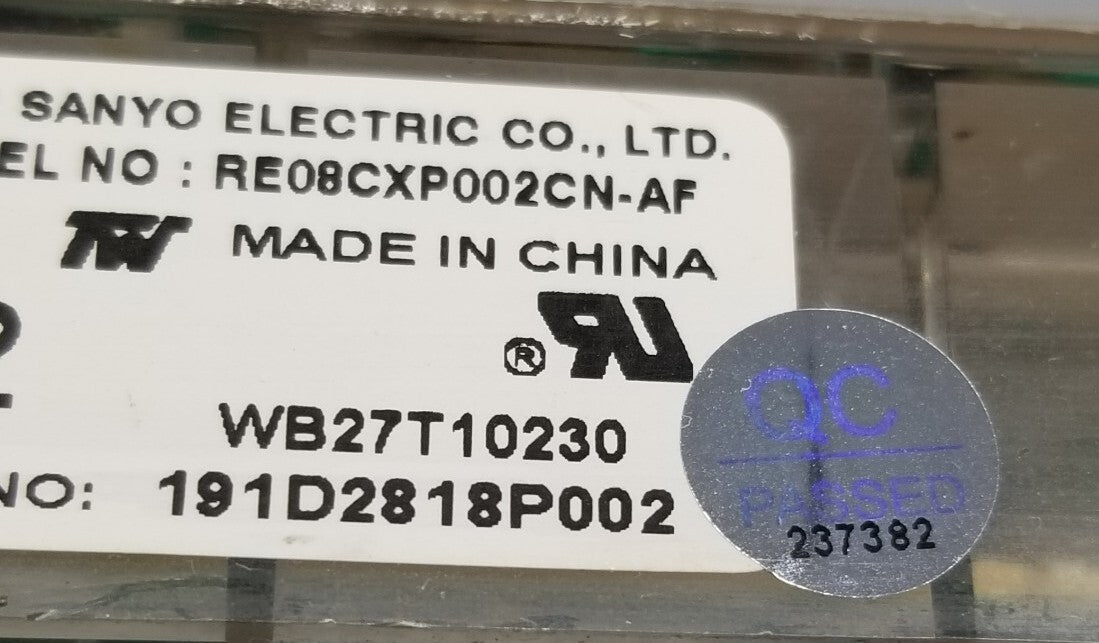 SANYO ELECTRIC CO., LTD.
EL NO : RE08CXP002CN-AF
MADE IN CHINA
®
WB27T10230
NO: 191D2818P002
QC
PASSED
237382